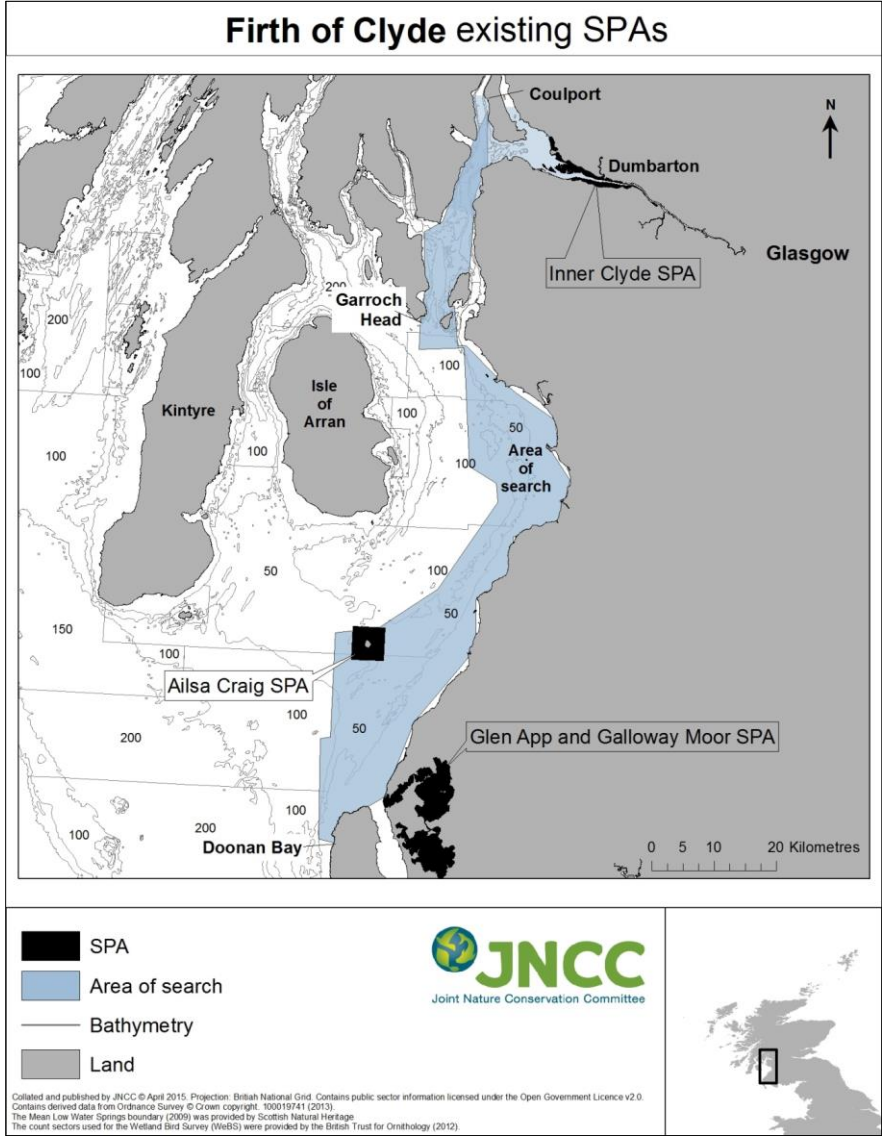 Firth of Clyde existing SPAs
Coulport
N
Dumbarton
Glasgow
Inner Clyde SPA
200
Garroch
Head
200
100
100
Isle
of
Arran
Kintyre
100
50
Area
of
search
100
100
100
50
100
50
150
100
Ailsa Craig SPA
100
50
200
Glen App and Galloway Moor SPA
100
100
200
Doonan Bay
0 5 10 20 Kilometres
SPA
Area of search
Bathymetry
Land
JNCC
Joint Nature Conservation Committee
Collated and published by JNCC © April 2015. Projection: British National Grid. Contains public sector information licensed under the Open Government Licence v2.0.
Contains derived data from Ordnance Survey © Crown copyright. 100019741 (2013).
The Mean Low Water Springs boundary (2009) was provided by Scottish Natural Heritage
The count sectors used for the Wetland Bird Survey (WeBS) were provided by the British Trust for Ornithology (2012).